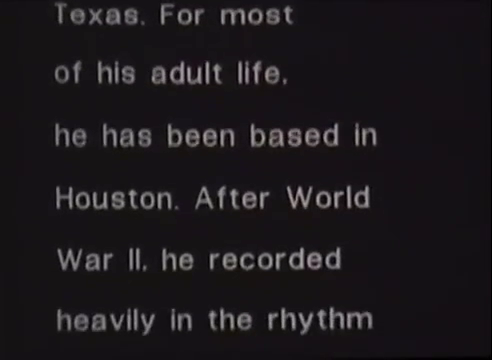 Texas. For most
of his adult life,
he has been based in
Houston. After World
War II, he recorded
heavily in the rhythm